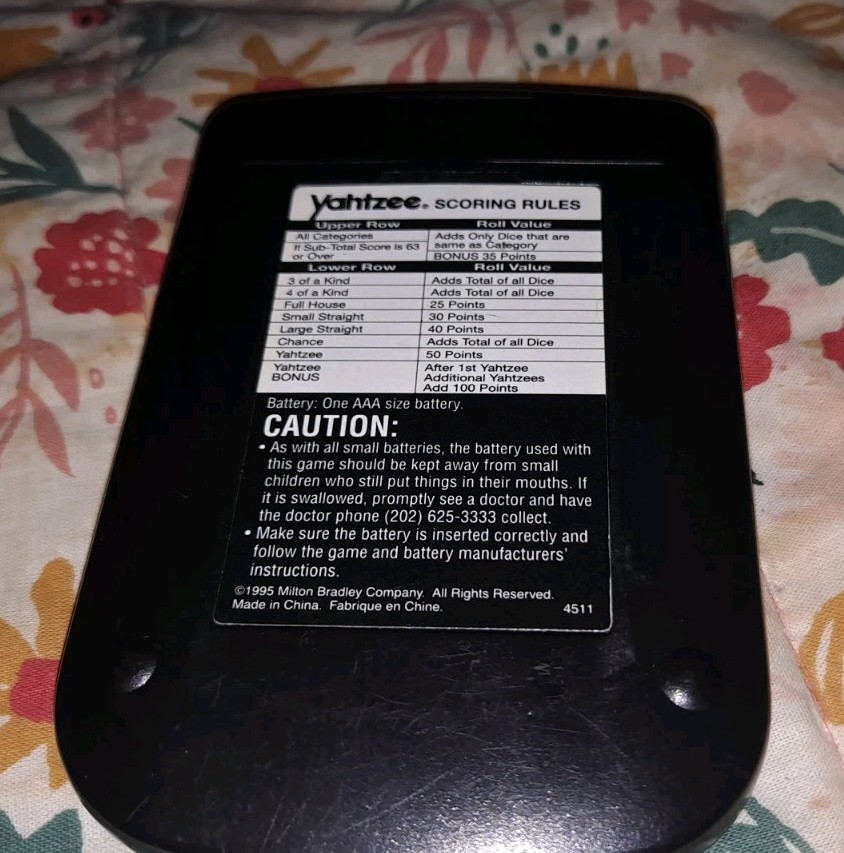 Yahtzee® SCORING RULES
Upper Row Roll Value
All Categories Adds Only Dice that are same as Category
If Sub-Total Score is 63 or Over BONUS 35 Points
Lower Row Roll Value
3 of a Kind Adds Total of all Dice
4 of a Kind Adds Total of all Dice
Full House 25 Points
Small Straight 30 Points
Large Straight 40 Points
Chance Adds Total of all Dice
Yahtzee 50 Points
Yahtzee After 1st Yahtzee
BONUS Additional Yahtzees
Add 100 Points
Battery: One AAA size battery.
CAUTION:
• As with all small batteries, the battery used with
this game should be kept away from small
children who still put things in their mouths. If
it is swallowed, promptly see a doctor and have
the doctor phone (202) 625-3333 collect.
• Make sure the battery is inserted correctly and
follow the game and battery manufacturers'
instructions.
©1995 Milton Bradley Company. All Rights Reserved.
Made in China. Fabrique en Chine. 4511